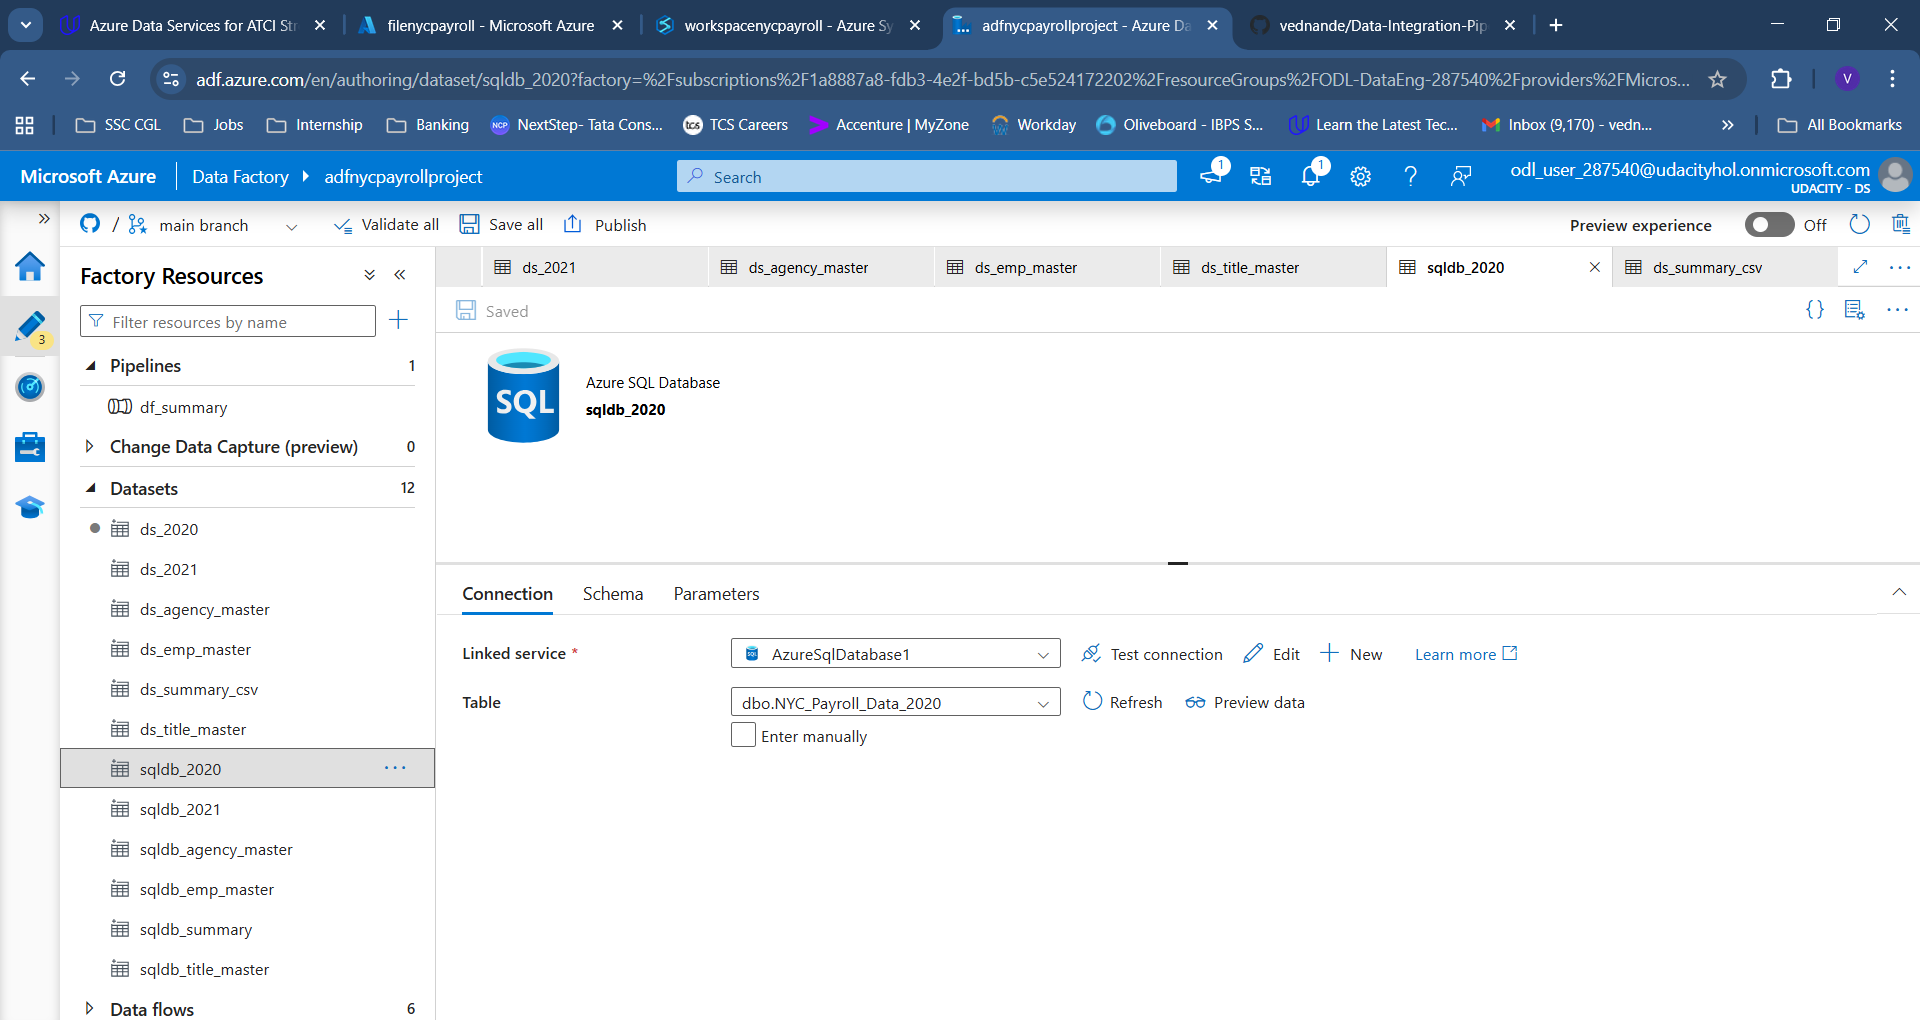 Azure Data Services for ATCI Str
filenycpayroll - Microsoft Azure
workspacenycpayroll - Azure Sy
adfnycpayrollproject - Azure Da
vednande/Data-Integration-Pip
adf.azure.com/en/authoring/dataset/sqldb_2020?factory=%2Fsubscriptions%2F1a8887a8-fdb3-4e2f-bd5b-c5e524172202%2FresourceGroups%2FODL-DataEng-287540%2Fproviders%2FMicros...
V
SSC CGL
Jobs
Internship
Banking
NCP
NextStep- Tata Cons...
tcs
TCS Careers
Accenture | MyZone
Workday
Oliveboard - IBPS S...
Learn the Latest Tec...
Inbox (9,170) - vedn...
»
All Bookmarks
Microsoft Azure
Data Factory
adfnycpayrollproject
Search
1
1
odl_user_287540@udacityhol.onmicrosoft.com
UDACITY - DS
/
main branch
Validate all
Save all
Publish
Preview experience
Off
3
Factory Resources
Filter resources by name
Pipelines
1
df_summary
Change Data Capture (preview)
0
Datasets
12
ds_2020
ds_2021
ds_agency_master
ds_emp_master
ds_summary_csv
ds_title_master
sqldb_2020
sqldb_2021
sqldb_agency_master
sqldb_emp_master
sqldb_summary
sqldb_title_master
Data flows
6
ds_2021
ds_agency_master
ds_emp_master
ds_title_master
sqldb_2020
ds_summary_csv
Saved
{}
SQL
Azure SQL Database
sqldb_2020
Connection
Schema
Parameters
Linked service *
SQL
AzureSqlDatabase1
Test connection
Edit
New
Learn more
Table
dbo.NYC_Payroll_Data_2020
Refresh
Preview data
Enter manually